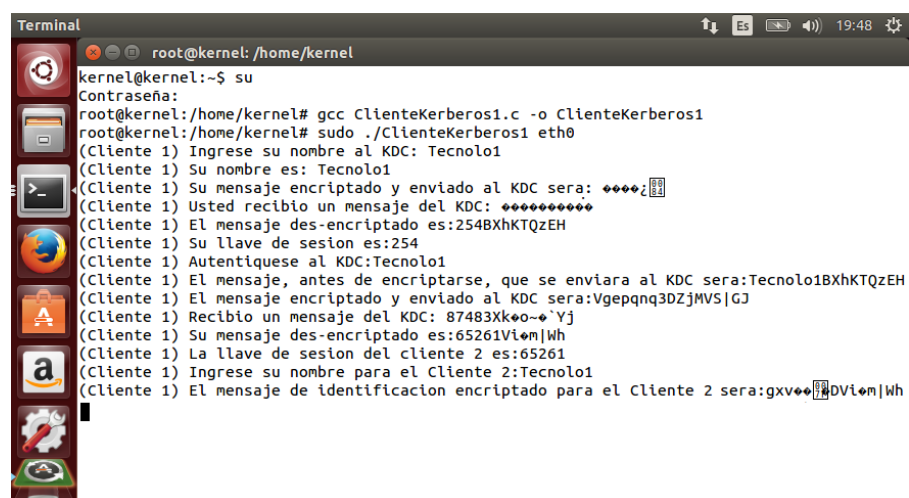 Terminal Es 19:48
root@kernel: /home/kernel
kernel@kernel:~$ su
Contraseña:
root@kernel:/home/kernel# gcc ClienteKerberos1.c -o ClienteKerberos1
root@kernel:/home/kernel# sudo ./ClienteKerberos1 eth0
(Cliente 1) Ingrese su nombre al KDC: Tecnolo1
(Cliente 1) Su nombre es: Tecnolo1
(Cliente 1) Su mensaje encriptado y enviado al KDC sera: ����¿
(Cliente 1) Usted recibio un mensaje del KDC: �����������
(Cliente 1) El mensaje des-encriptado es:254BXhKTQzEH
(Cliente 1) Su llave de sesion es:254
(Cliente 1) Autentiquese al KDC:Tecnolo1
(Cliente 1) El mensaje, antes de encriptarse, que se enviara al KDC sera:Tecnolo1BXhKTQzEH
(Cliente 1) El mensaje encriptado y enviado al KDC sera:Vgepqnq3DZjMVS|GJ
(Cliente 1) Recibio un mensaje del KDC: 87483Xk�o~�`Yj
(Cliente 1) Su mensaje des-encriptado es:65261Vi�m|Wh
(Cliente 1) La llave de sesion del cliente 2 es:65261
(Cliente 1) Ingrese su nombre para el Cliente 2:Tecnolo1
(Cliente 1) El mensaje de identificacion encriptado para el Cliente 2 sera:gxv���DVi�m|Wh